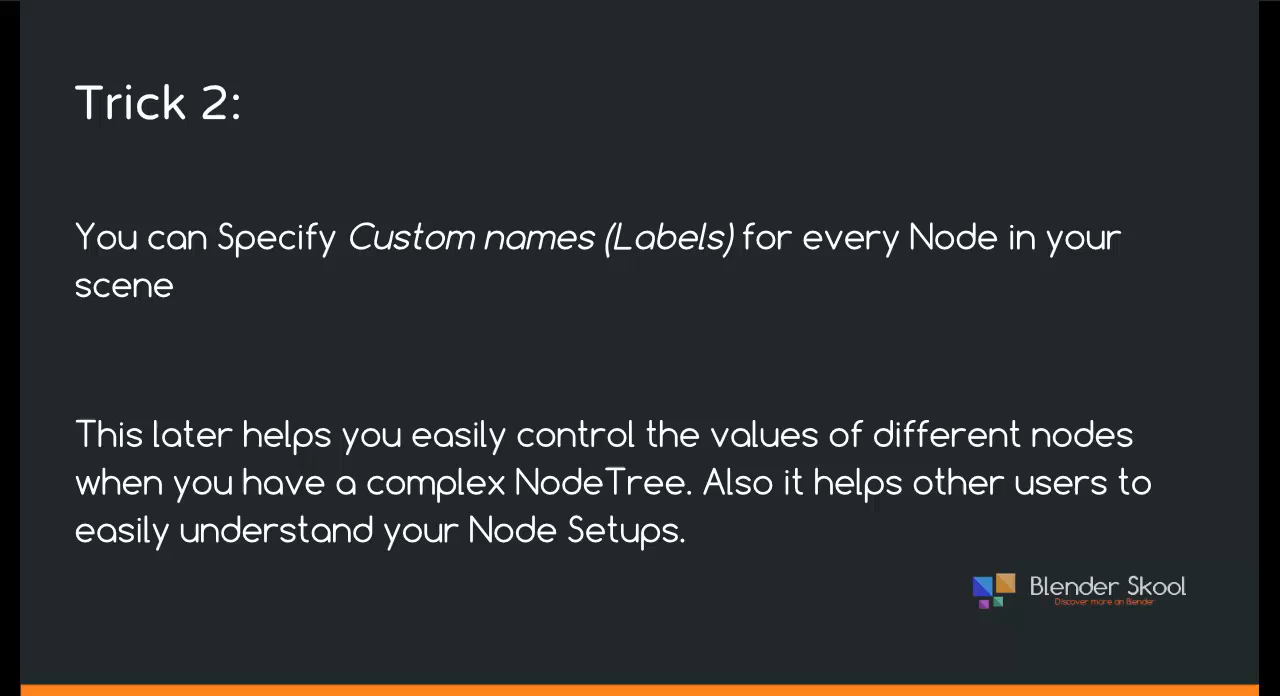 Trick 2:
You can Specify Custom names (Labels) for every Node in your
scene
This later helps you easily control the values of different nodes
when you have a complex NodeTree. Also it helps other users to
easily understand your Node Setups.
Blender Skool
Discover more on Blender